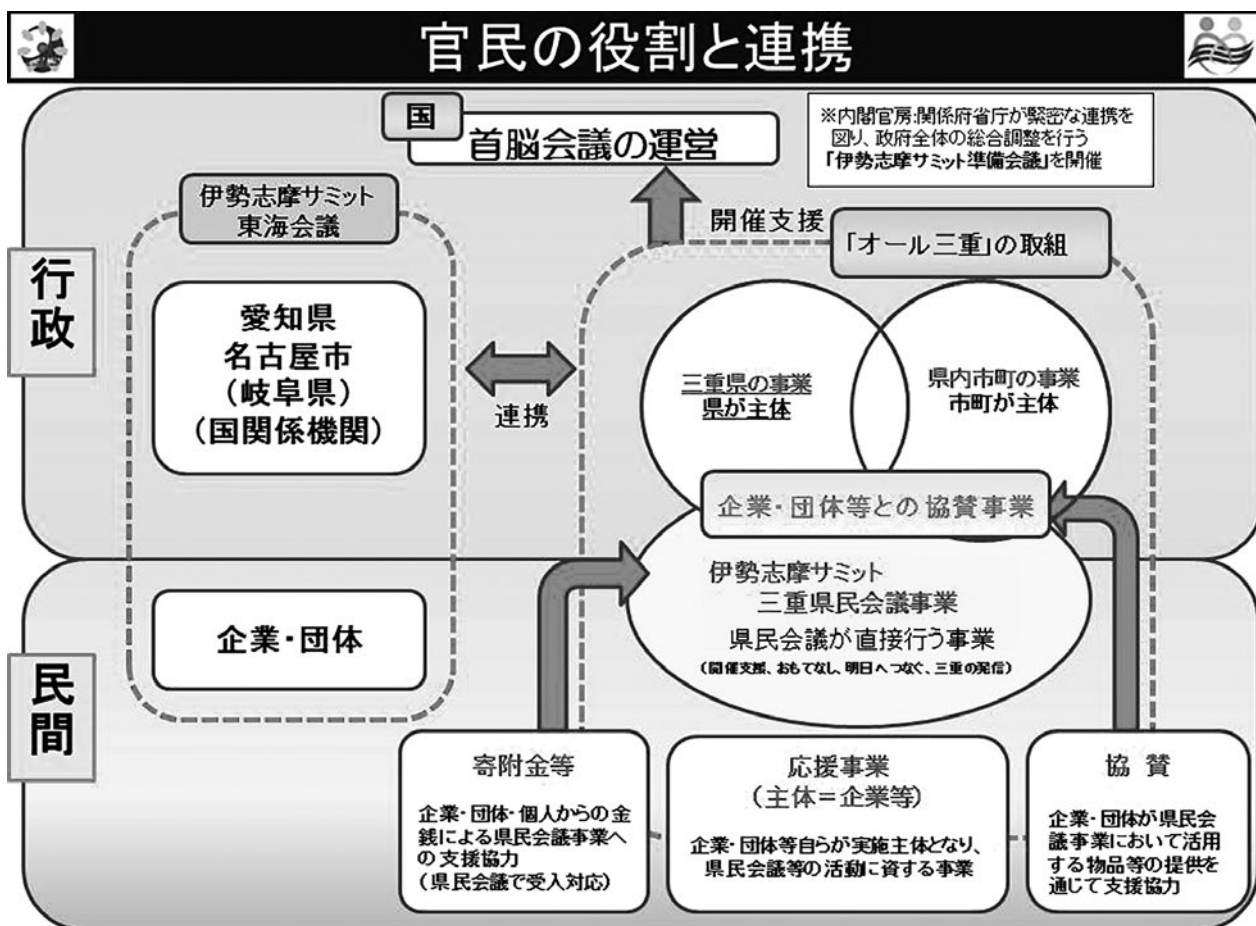 官民の役割と連携
国
首脳会議の運営
※内閣官房:関係府省庁が緊密な連携を
図り、政府全体の総合調整を行う
「伊勢志摩サミット準備会議」を開催
伊勢志摩サミット
東海会議
開催支援
「オール三重」の取組
行政
愛知県
名古屋市
(岐阜県)
(国関係機関)
連携
三重県の事業
県が主体
県内市町の事業
市町が主体
企業・団体等との協賛事業
民間
企業・団体
伊勢志摩サミット
三重県民会議事業
県民会議が直接行う事業
(開催支援、おもてなし、明日へつなぐ、三重の発信)
寄附金等
企業・団体・個人からの金
銭による県民会議事業へ
の支援協力
(県民会議で受入対応)
応援事業
(主体=企業等)
企業・団体等自らが実施主体となり、
県民会議等の活動に資する事業
協賛
企業・団体が県民会
議事業において活用
する物品等の提供を
通じて支援協力